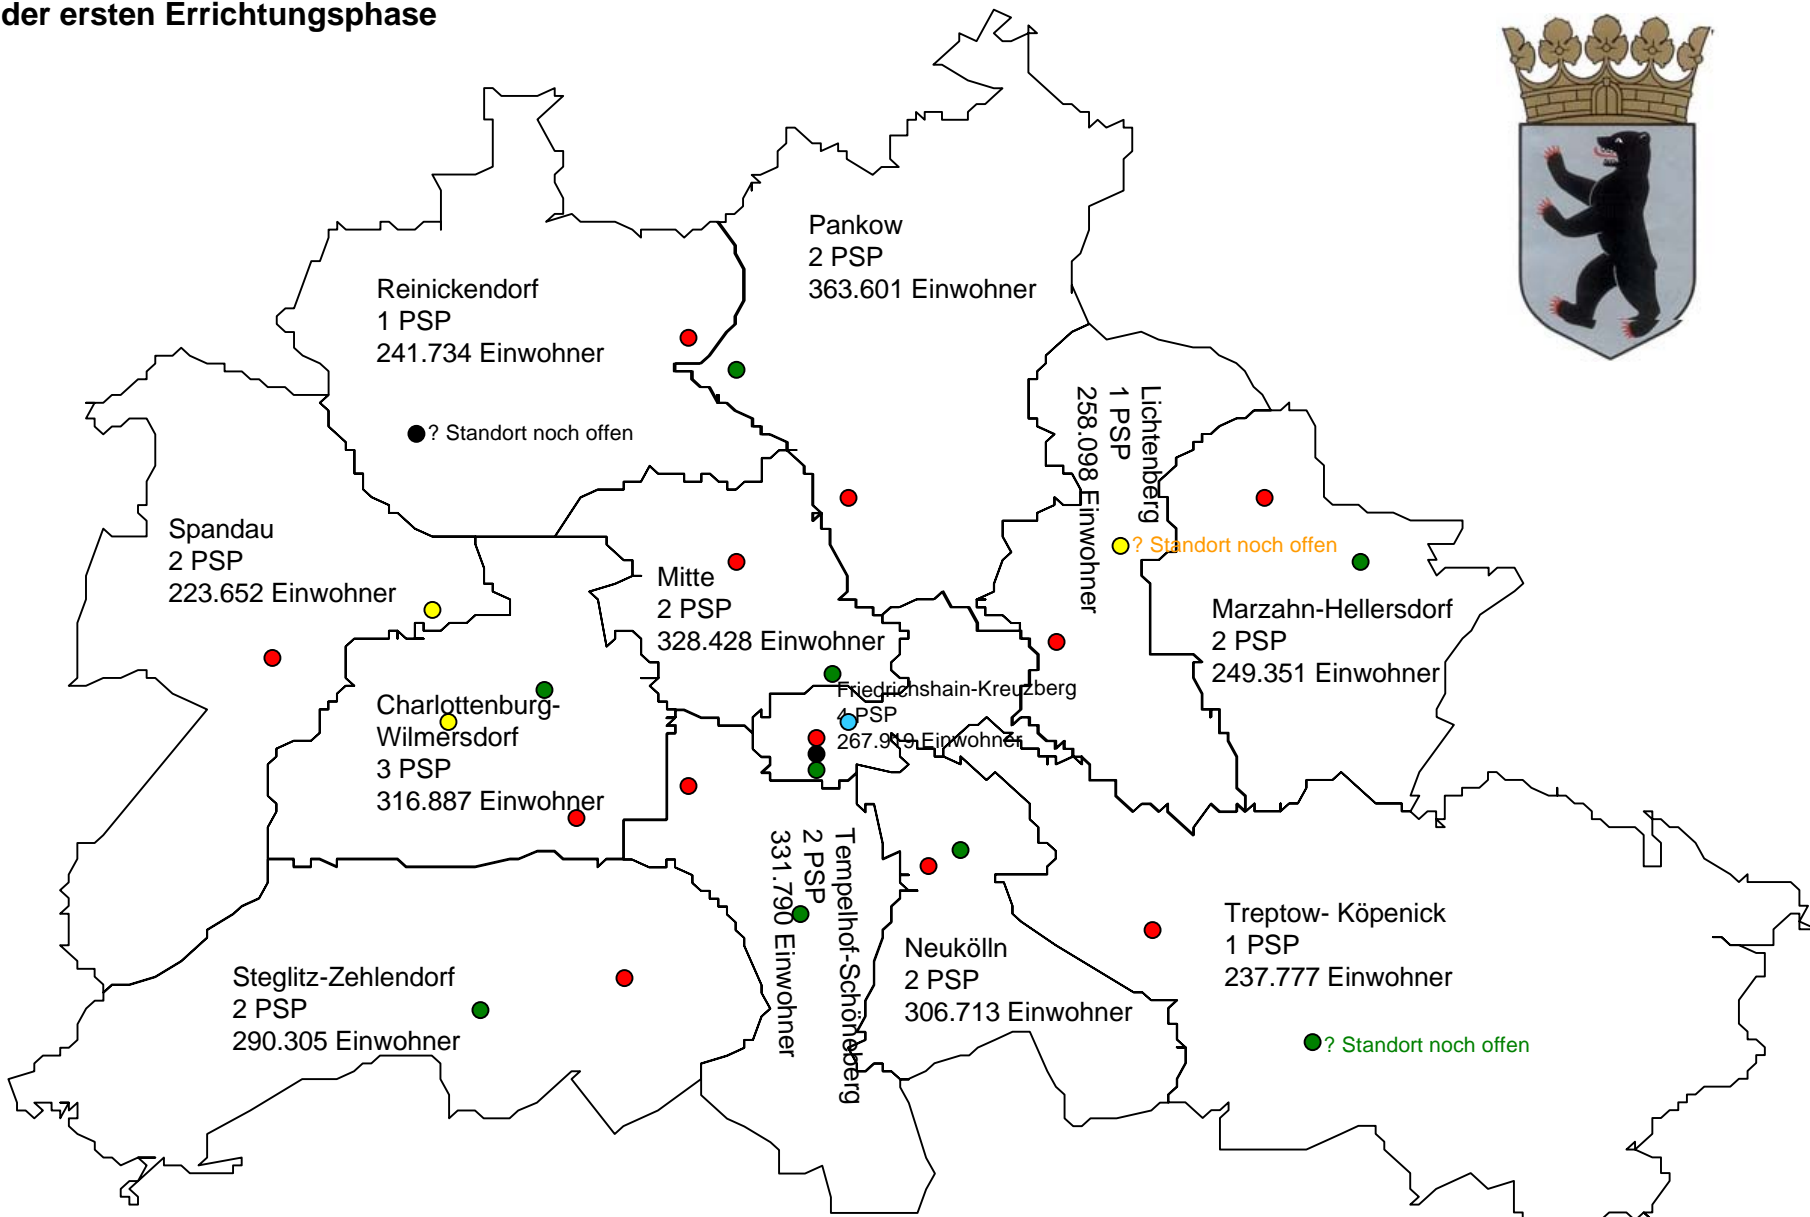 der ersten Errichtungsphase
Pankow
2 PSP
363.601 Einwohner
Reinickendorf
1 PSP
241.734 Einwohner
? Standort noch offen
Lichtenberg
1 PSP
258.098 Einwohner
? Standort noch offen
Spandau
2 PSP
223.652 Einwohner
Mitte
2 PSP
328.428 Einwohner
Marzahn-Hellersdorf
2 PSP
249.351 Einwohner
Friedrichshain-Kreuzberg
4 PSP
267.919 Einwohner
Charlottenburg-
Wilmersdorf
3 PSP
316.887 Einwohner
Tempelhof-Schöneberg
2 PSP
331.790 Einwohner
Treptow- Köpenick
1 PSP
237.777 Einwohner
? Standort noch offen
Neukölln
2 PSP
306.713 Einwohner
Steglitz-Zehlendorf
2 PSP
290.305 Einwohner